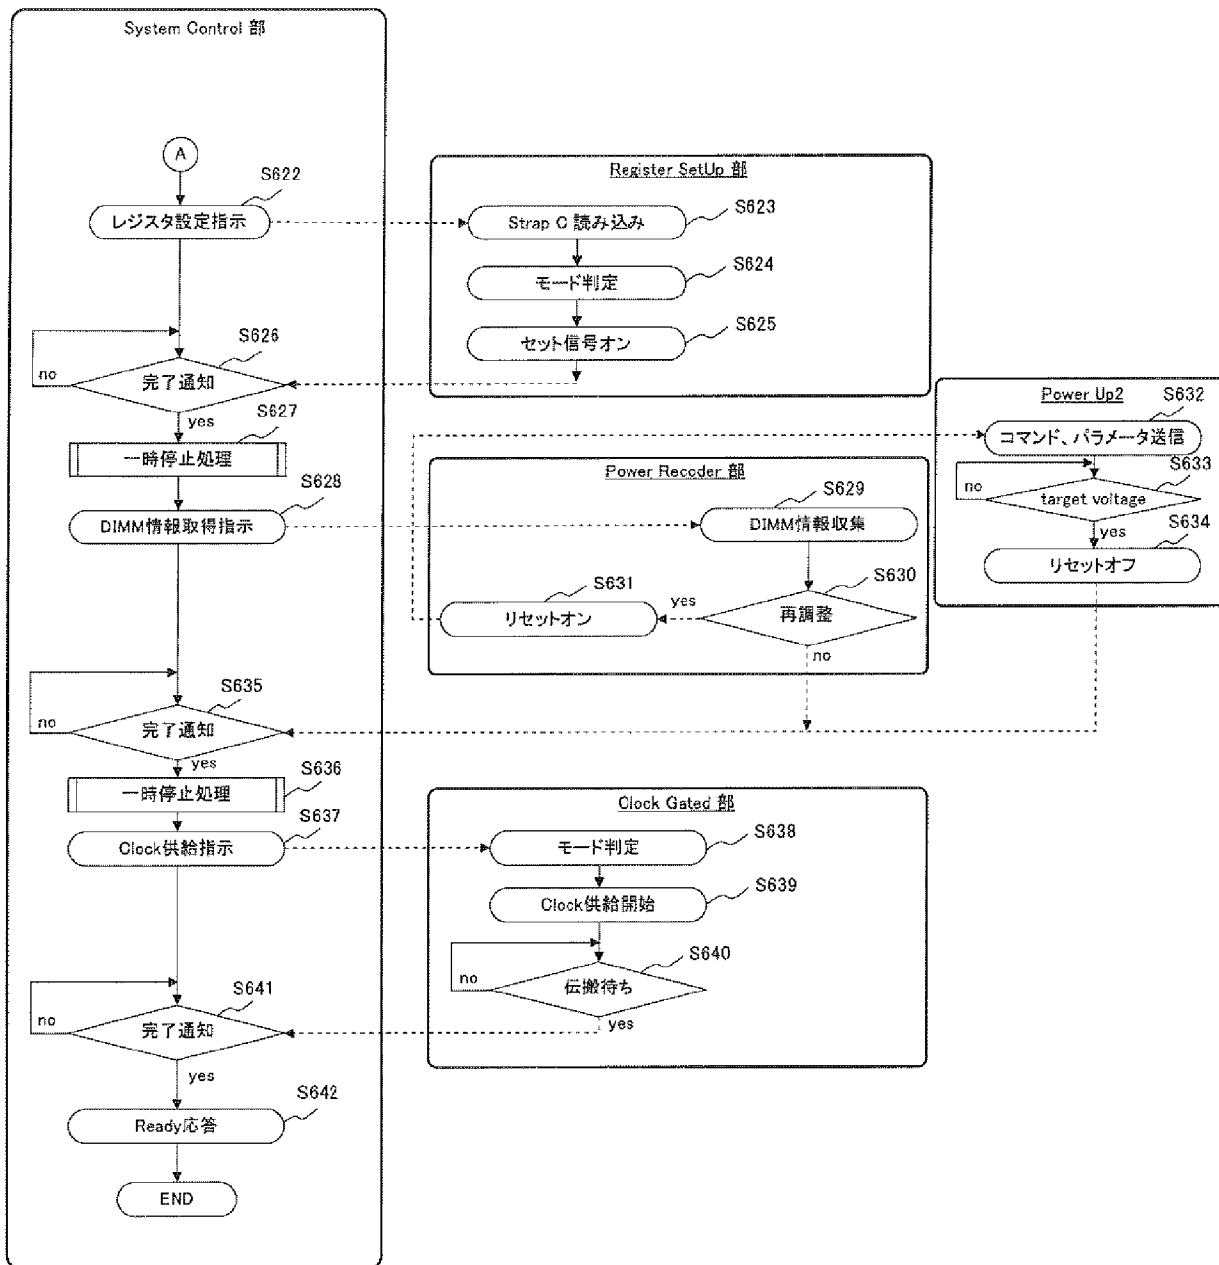 System Control 部
A
S622
レジスタ設定指示
Register SetUp 部
S623
Strap C 読み込み
S624
モード判定
S625
セット信号オン
S626
完了通知
no
yes
S627
一時停止処理
S628
DIMM情報取得指示
Power Up2
S632
コマンド、パラメータ送信
S633
no
target voltage
yes
S634
リセットオフ
Power Recoder 部
S629
DIMM情報収集
S630
再調整
yes
no
S631
リセットオン
S635
完了通知
no
yes
S636
一時停止処理
S637
Clock供給指示
Clock Gated 部
S638
モード判定
S639
Clock供給開始
S640
no
伝搬待ち
yes
S641
no
完了通知
yes
S642
Ready応答
END